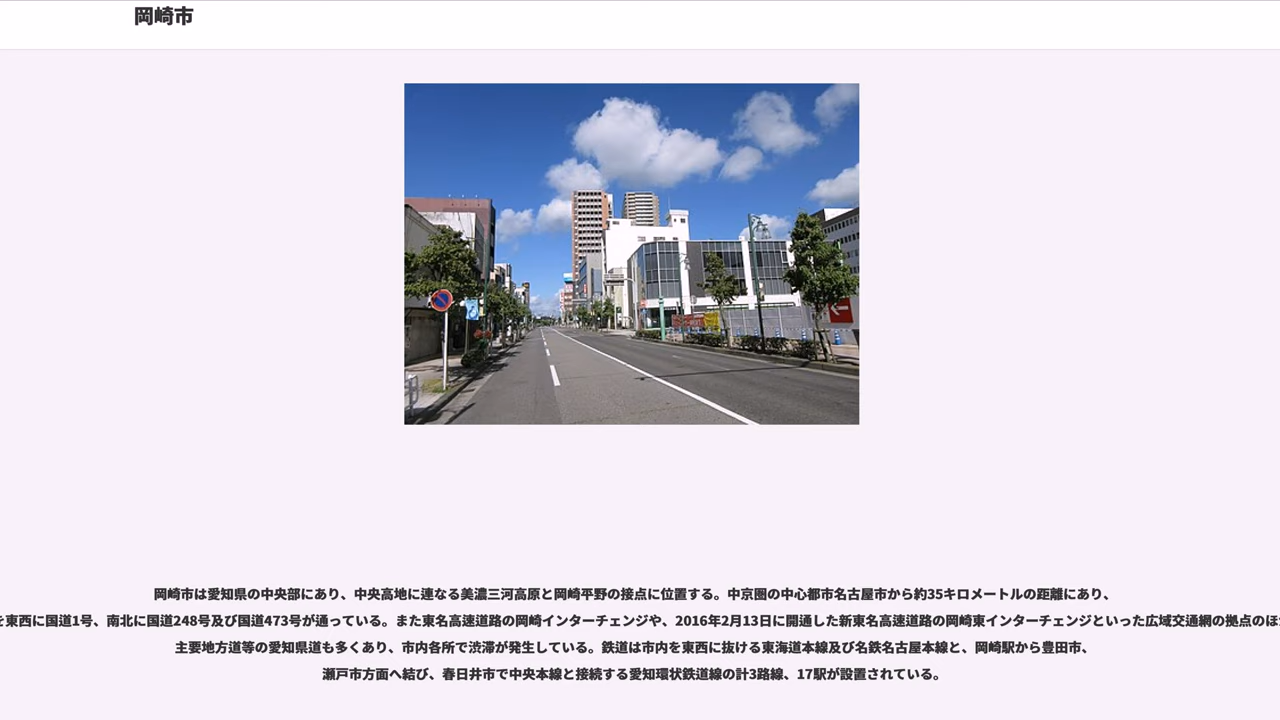 岡崎市
岡崎市は愛知県の中央部にあり、中央高地に連なる美濃三河高原と岡崎平野の接点に位置する。中京圏の中心都市名古屋市から約35キロメートルの距離にあり、
を東西に国道1号、南北に国道248号及び国道473号が通っている。また東名高速道路の岡崎インターチェンジや、2016年2月13日に開通した新東名高速道路の岡崎東インターチェンジといった広域交通網の拠点のほか
主要地方道等の愛知県道も多くあり、市内各所で渋滞が発生している。鉄道は市内を東西に抜ける東海道本線及び名鉄名古屋本線と、岡崎駅から豊田市、
瀬戸市方面へ結び、春日井市で中央本線と接続する愛知環状鉄道線の計3路線、17駅が設置されている。